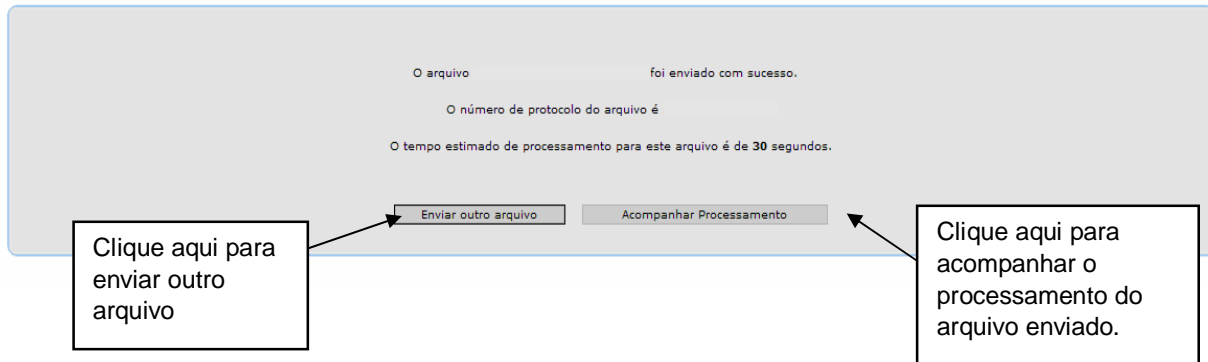 O arquivo foi enviado com sucesso.
O número de protocolo do arquivo é
O tempo estimado de processamento para este arquivo é de 30 segundos.
Enviar outro arquivo Acompanhar Processamento
Clique aqui para
enviar outro
arquivo
Clique aqui para
acompanhar o
processamento do
arquivo enviado.